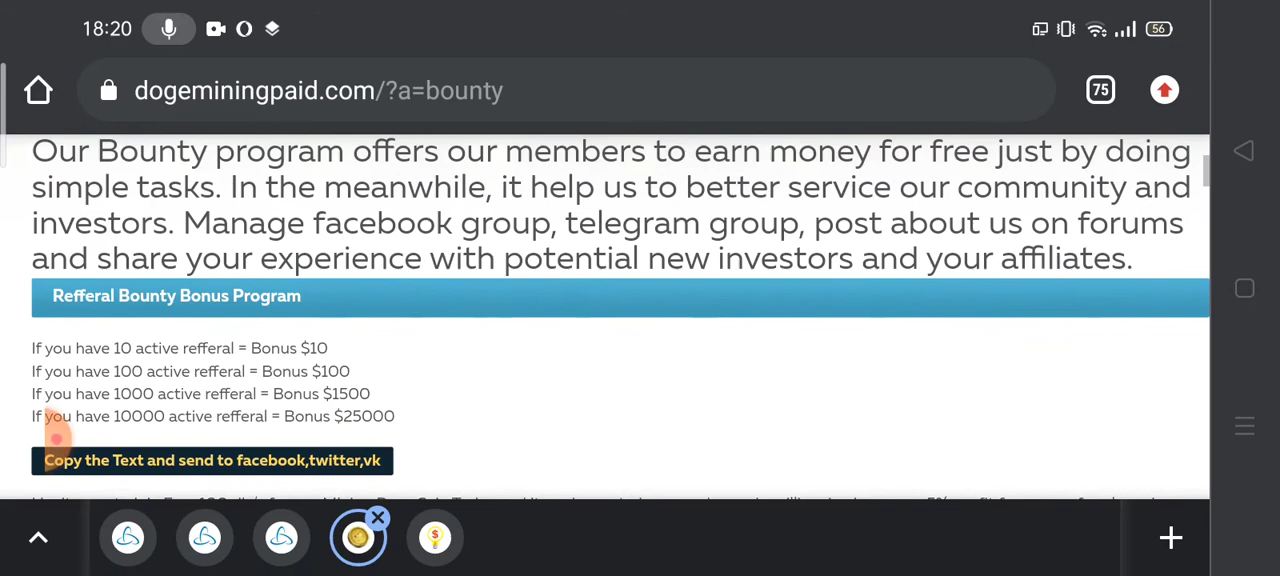 18:20
56
dogeminingpaid.com/?a=bounty
75
Our Bounty program offers our members to earn money for free just by doing
simple tasks. In the meanwhile, it help us to better service our community and
investors. Manage facebook group, telegram group, post about us on forums
and share your experience with potential new investors and your affiliates.
Refferal Bounty Bonus Program
If you have 10 active refferal = Bonus $10
If you have 100 active refferal = Bonus $100
If you have 1000 active refferal = Bonus $1500
If you have 10000 active refferal = Bonus $25000
Copy the Text and send to facebook,twitter,vk